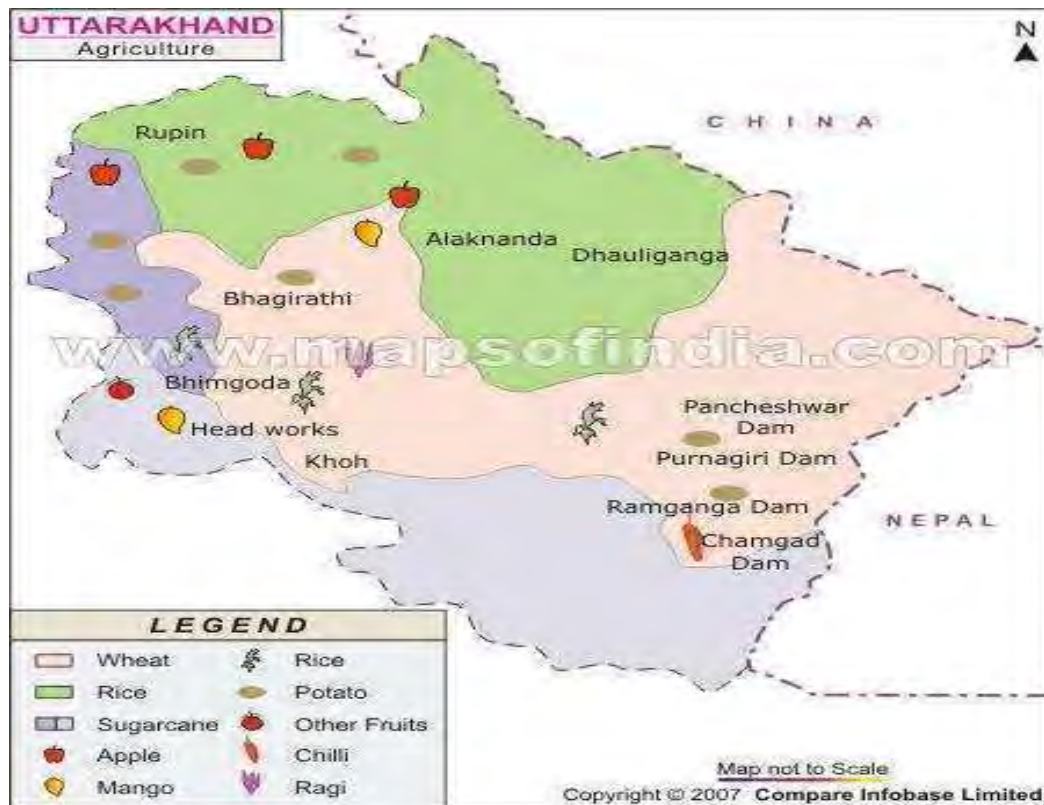 UTTARAKHAND
Agriculture
N
CHINA
Rupin
Alaknanda
Dhauliganga
Bhagirathi
www.mapsofindia.com
Bhimgoda
Head works
Khoh
Pancheshwar
Dam
Purnagiri Dam
Ramganga Dam
Chamgad
Dam
NEPAL
LEGEND
Wheat
Rice
Rice
Potato
Sugarcane
Other Fruits
Apple
Chilli
Mango
Ragi
Map not to Scale
Copyright © 2007 Compare Infobase Limited